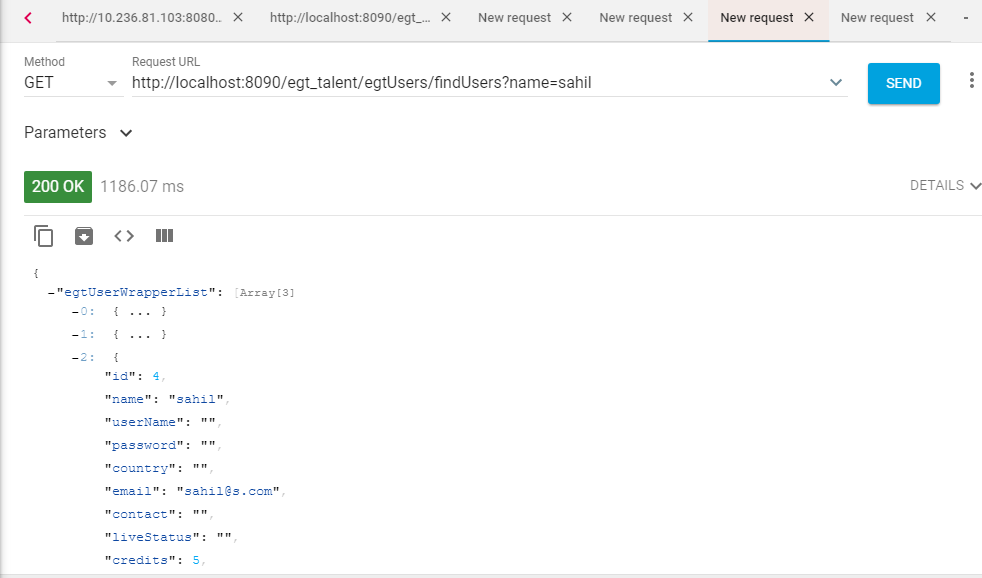 http://10.236.81.103:8080... http://localhost:8090/egt_... New request New request New request New request
Method Request URL
GET http://localhost:8090/egt_talent/egtUsers/findUsers?name=sahil SEND
Parameters
200 OK 1186.07 ms DETAILS
{
-"egtUserWrapperList": [Array[3]
-0: { ... }
-1: { ... }
-2: {
"id": 4,
"name": "sahil",
"userName": "",
"password": "",
"country": "",
"email": "sahil@s.com",
"contact": "",
"liveStatus": "",
"credits": 5,